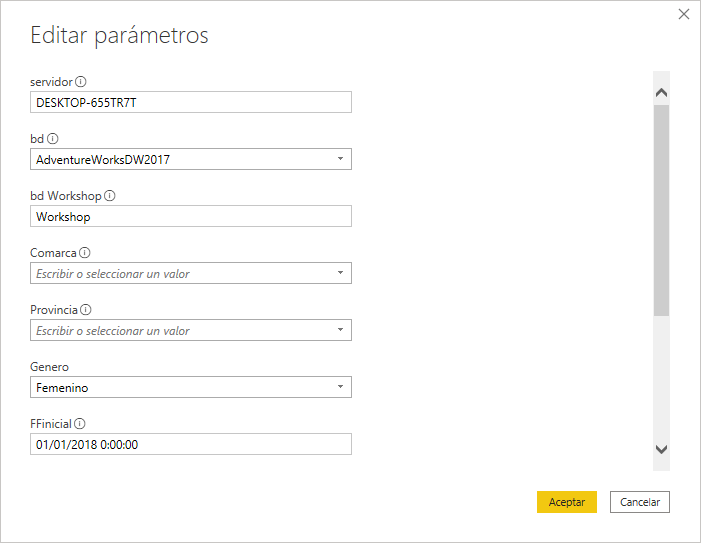 Editar parámetros
servidor
DESKTOP-655TR7T
bd
AdventureWorksDW2017
bd Workshop
Workshop
Comarca
Escribir o seleccionar un valor
Provincia
Escribir o seleccionar un valor
Genero
Femenino
FFinicial
01/01/2018 0:00:00
Aceptar Cancelar